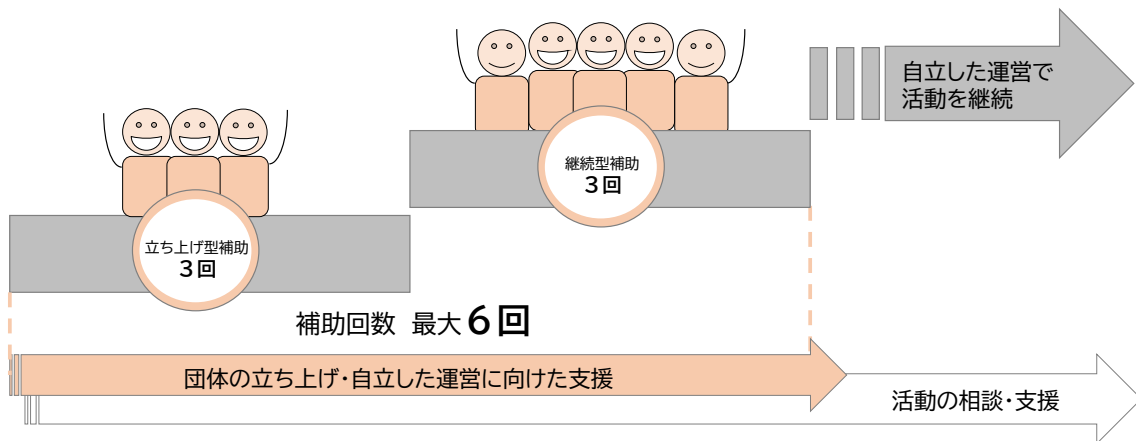 自立した運営で
活動を継続
継続型補助
3回
立ち上げ型補助
3回
補助回数 最大6回
団体の立ち上げ・自立した運営に向けた支援
活動の相談・支援